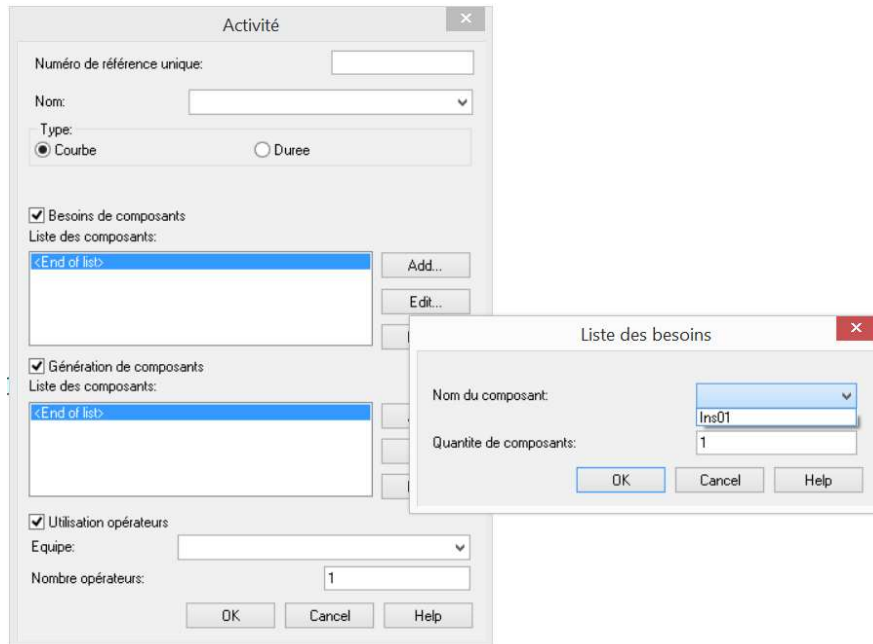 Activité
Numéro de référence unique:
Nom:
Type:
Courbe Duree
Besoins de composants
Liste des composants:
<End of list>
Add...
Edit...
Génération de composants
Liste des composants:
<End of list>
Utilisation opérateurs
Equipe:
Nombre opérateurs: 1
OK Cancel Help
Liste des besoins
Nom du composant:
Ins01
Quantite de composants: 1
OK Cancel Help